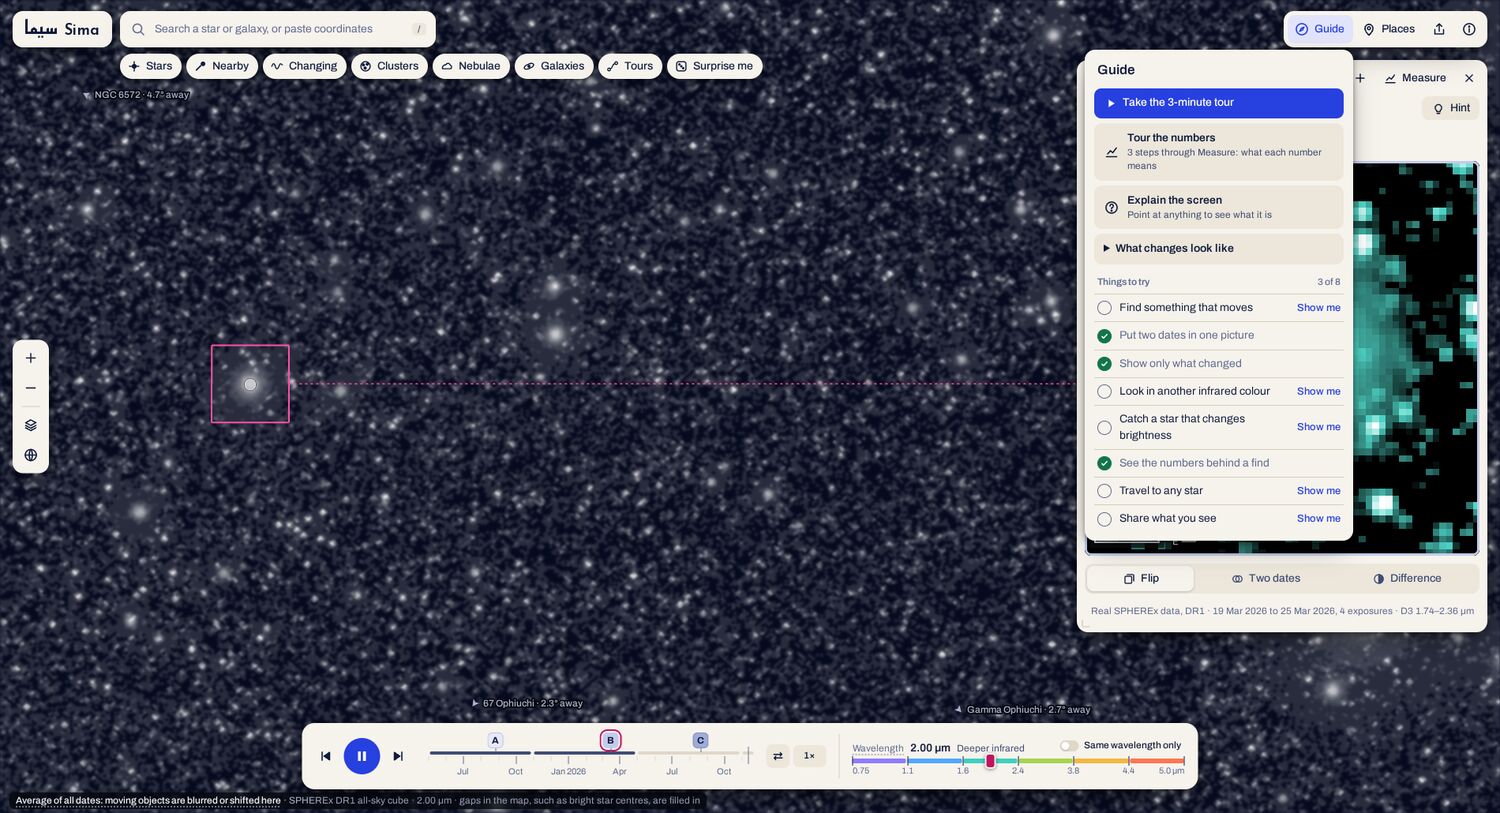 سيما Sima
Search a star or galaxy, or paste coordinates /
Guide
Places
Stars
Nearby
Changing
Clusters
Nebulae
Galaxies
Tours
Surprise me
NGC 6572 · 4.7° away
Guide
Measure
Take the 3-minute tour
Hint
Tour the numbers
3 steps through Measure: what each number
means
Explain the screen
Point at anything to see what it is
What changes look like
Things to try 3 of 8
Find something that moves Show me
Put two dates in one picture
Show only what changed
Look in another infrared colour Show me
Catch a star that changes
brightness Show me
See the numbers behind a find
Travel to any star Show me
Share what you see Show me
Flip
Two dates
Difference
Real SPHEREx data, DR1 · 19 Mar 2026 to 25 Mar 2026, 4 exposures · D3 1.74–2.36 µm
67 Ophiuchi · 2.3° away
Gamma Ophiuchi · 2.7° away
A B C
Jul Oct Jan 2026 Apr Jul Oct
1×
Wavelength 2.00 µm Deeper infrared
Same wavelength only
0.75 1.1 1.6 2.4 3.8 4.4 5.0 µm
Average of all dates: moving objects are blurred or shifted here · SPHEREx DR1 all-sky cube · 2.00 µm · gaps in the map, such as bright star centres, are filled in